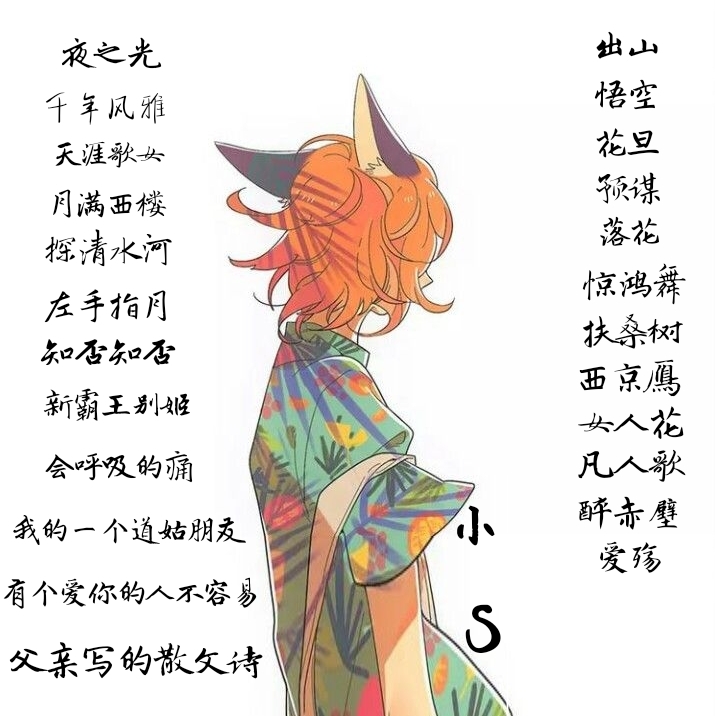 夜之光
千年风雅
天涯歌女
月满西楼
探清水河
左手指月
知否知否
新霸王别姬
会呼吸的痛
我的一个道姑朋友
有个爱你的人不容易
父亲写的散文诗
出山
悟空
花旦
预谋
落花
惊鸿舞
扶桑树
西京鴈
女人花
凡人歌
醉赤壁
爱殇
小
S